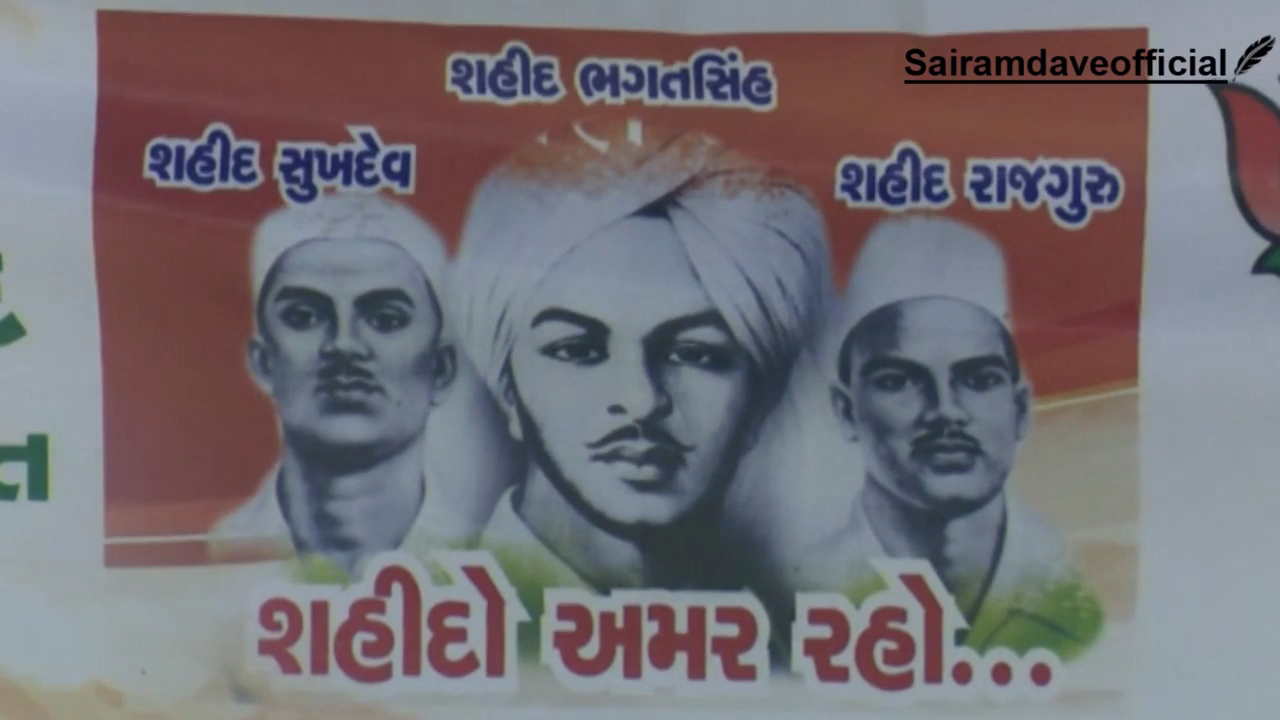 Sairamdaveofficial
શહીદ ભગતસિંહ
શહીદ સુખદેવ
શહીદ રાજગુરુ
ત
શહીદો અમર રહો...